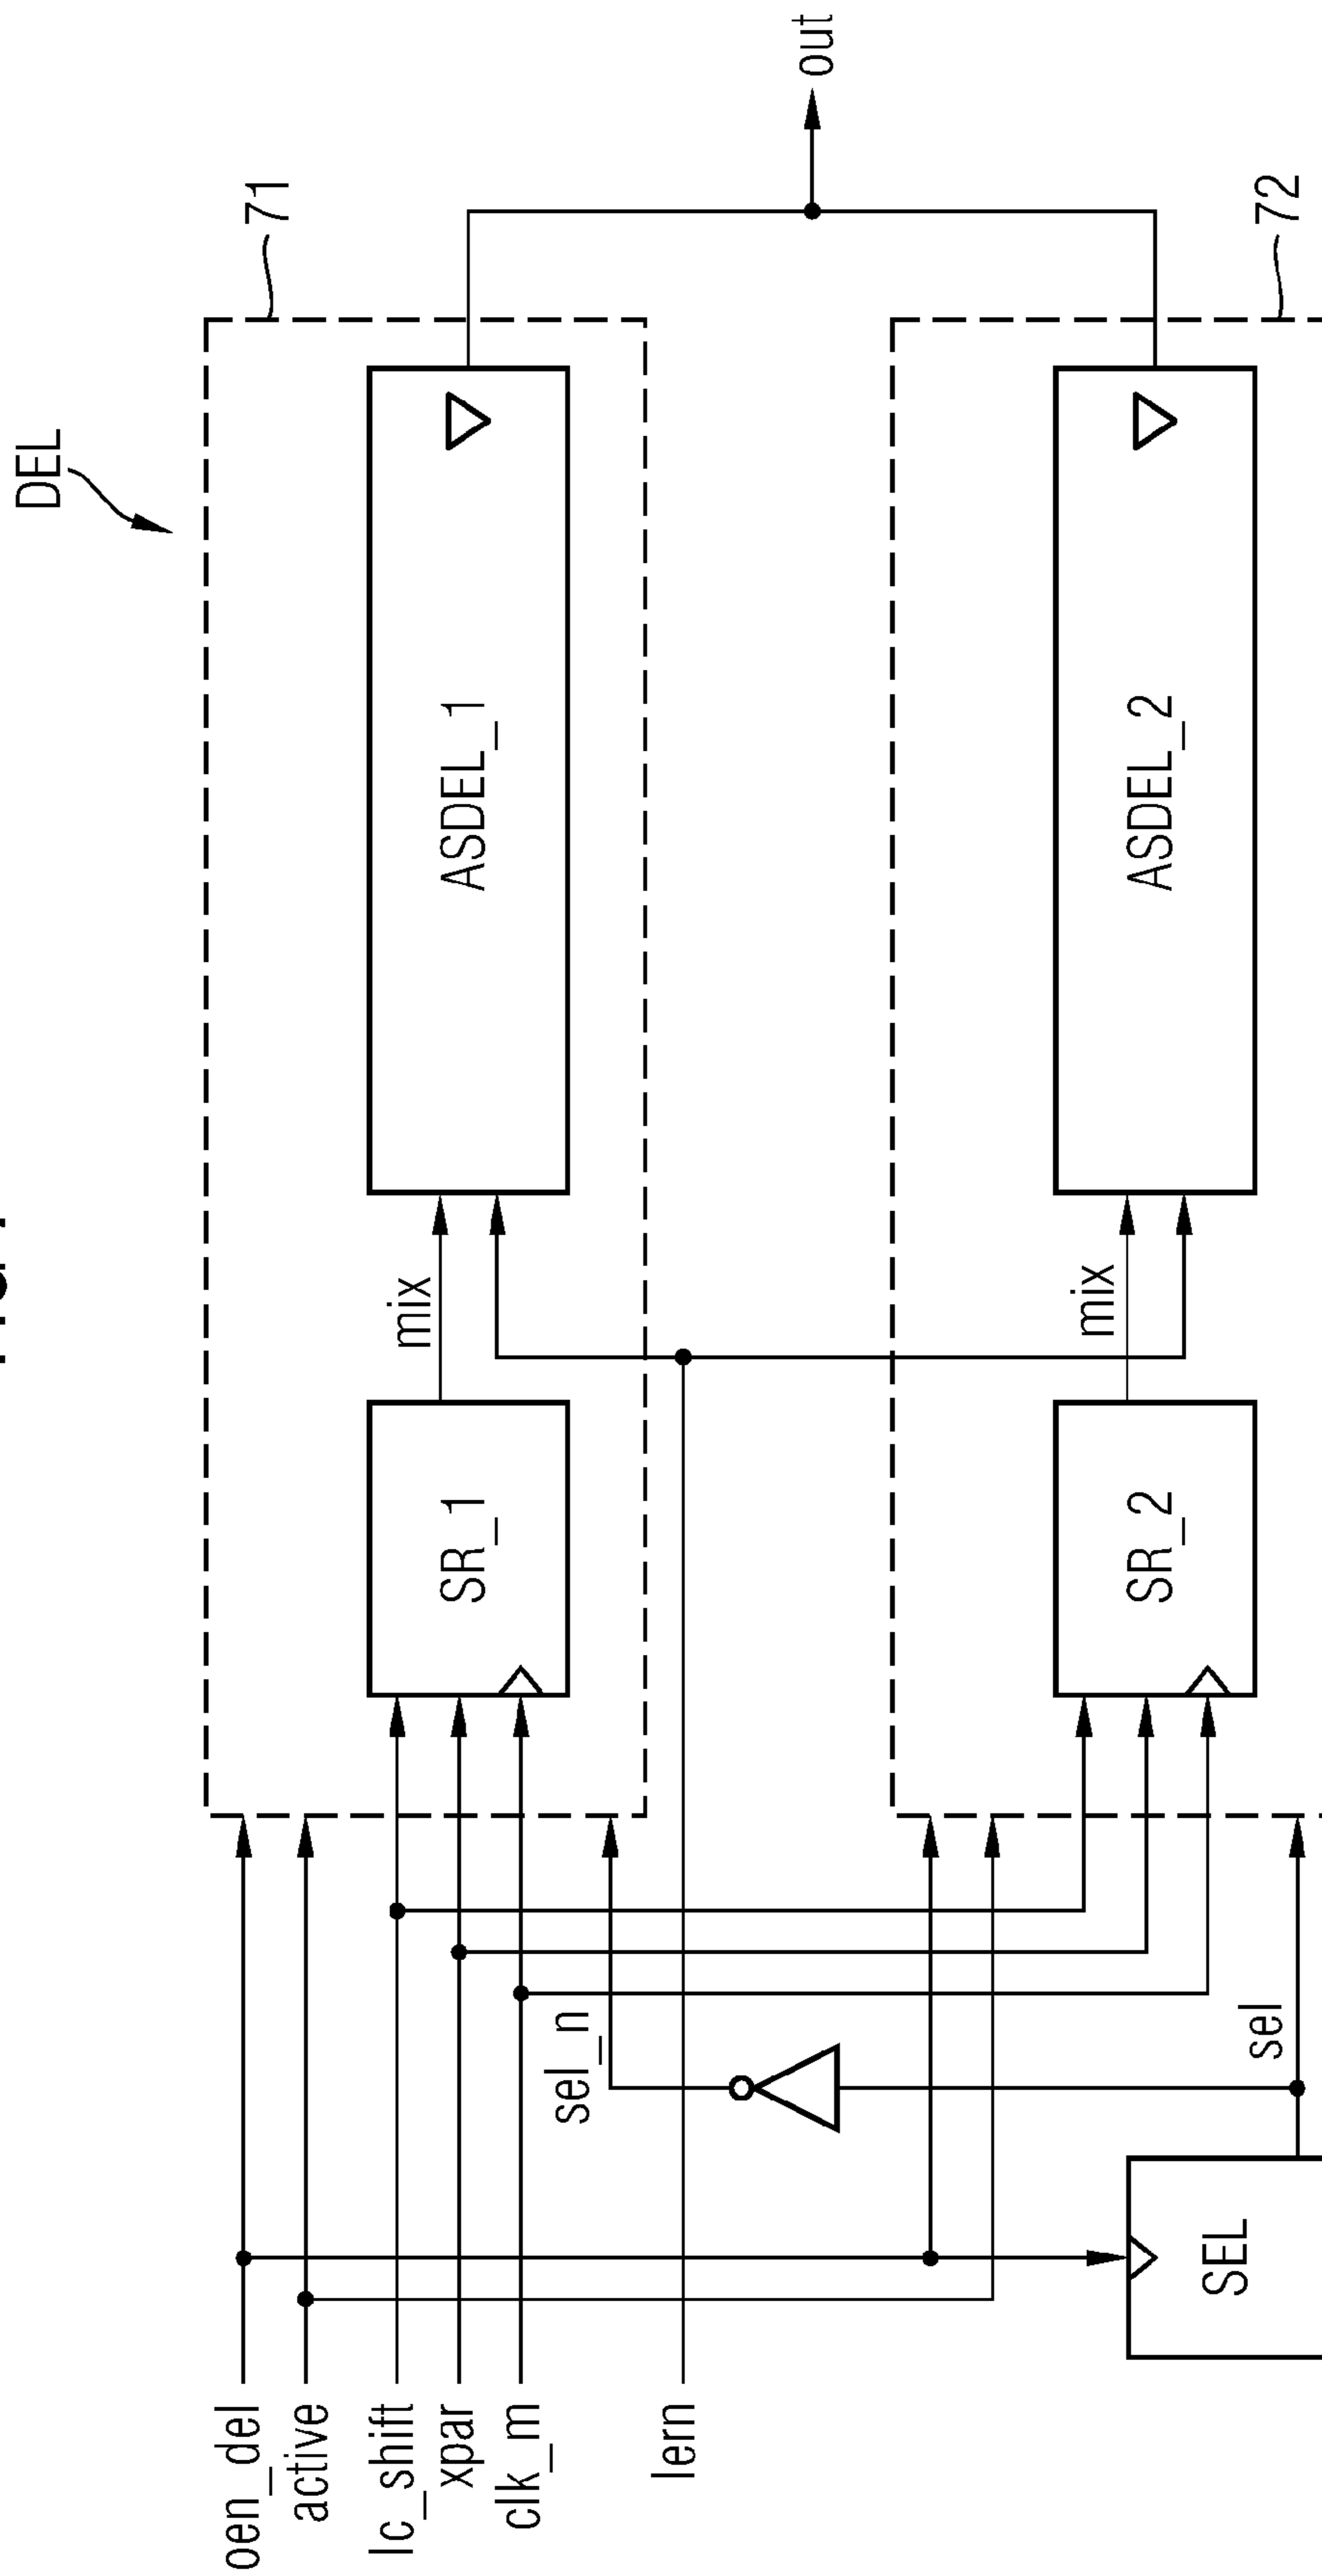 DEL
71
out
ASDEL_1
mix
SR_1
72
ASDEL_2
mix
SR_2
sel_n
sel
SEL
oen_del
active
lc_shift
xpar
clk_m
lern